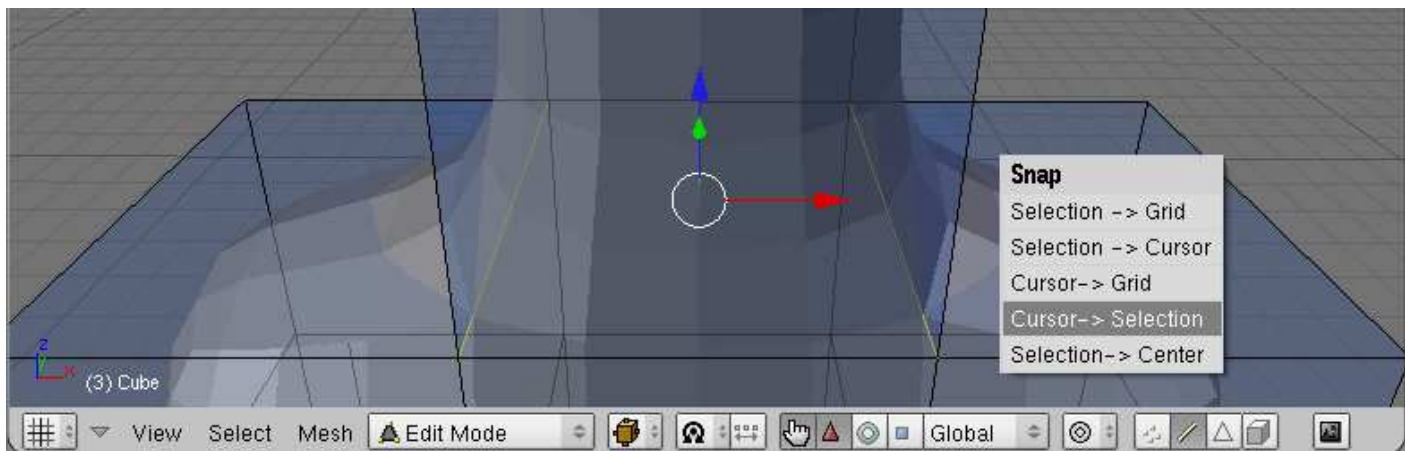 Snap
Selection -> Grid
Selection -> Cursor
Cursor-> Grid
Cursor-> Selection
Selection-> Center
z
x
(3) Cube
View Select Mesh Edit Mode Global